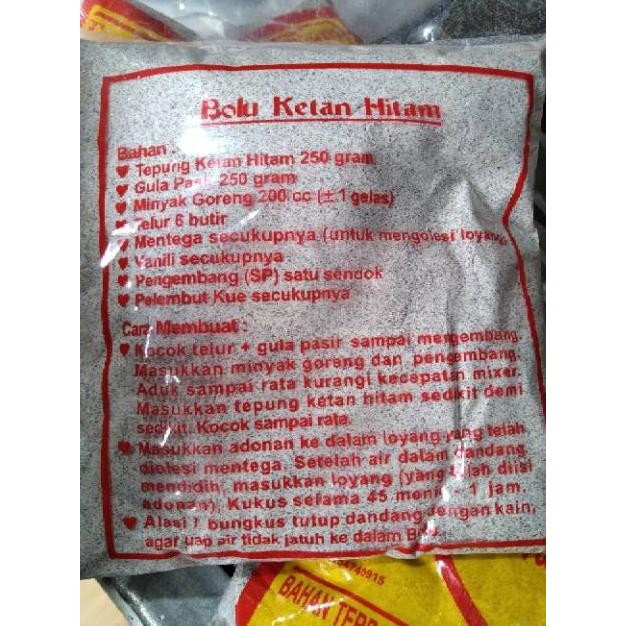 Bolu Ketan Hitam
Bahan :
Tepung Ketan Hitam 250 gram
Gula Pasir 250 gram
Minyak Goreng 200 cc (± 1 gelas)
Telur 6 butir
Mentega secukupnya (untuk mengolesi loyang)
Vanili secukupnya
Pengembang (SP) satu sendok
Pelembut Kue secukupnya
Cara Membuat :
Kocok telur + gula pasir sampai mengembang.
Masukkan minyak goreng dan pengembang.
Aduk sampai rata kurangi kecepatan mixer.
Masukkan tepung ketan hitam sedikit demi
sedikit. Kocok sampai rata.
Masukkan adonan ke dalam loyang yang telah
diolesi mentega. Setelah air dalam dandang
mendidih, masukkan loyang (yang telah diisi
adonan). Kukus selama 45 menit - 1 jam.
Alasi / bungkus tutup dandang dengan kain,
agar uap air tidak jatuh ke dalam
BAHAN